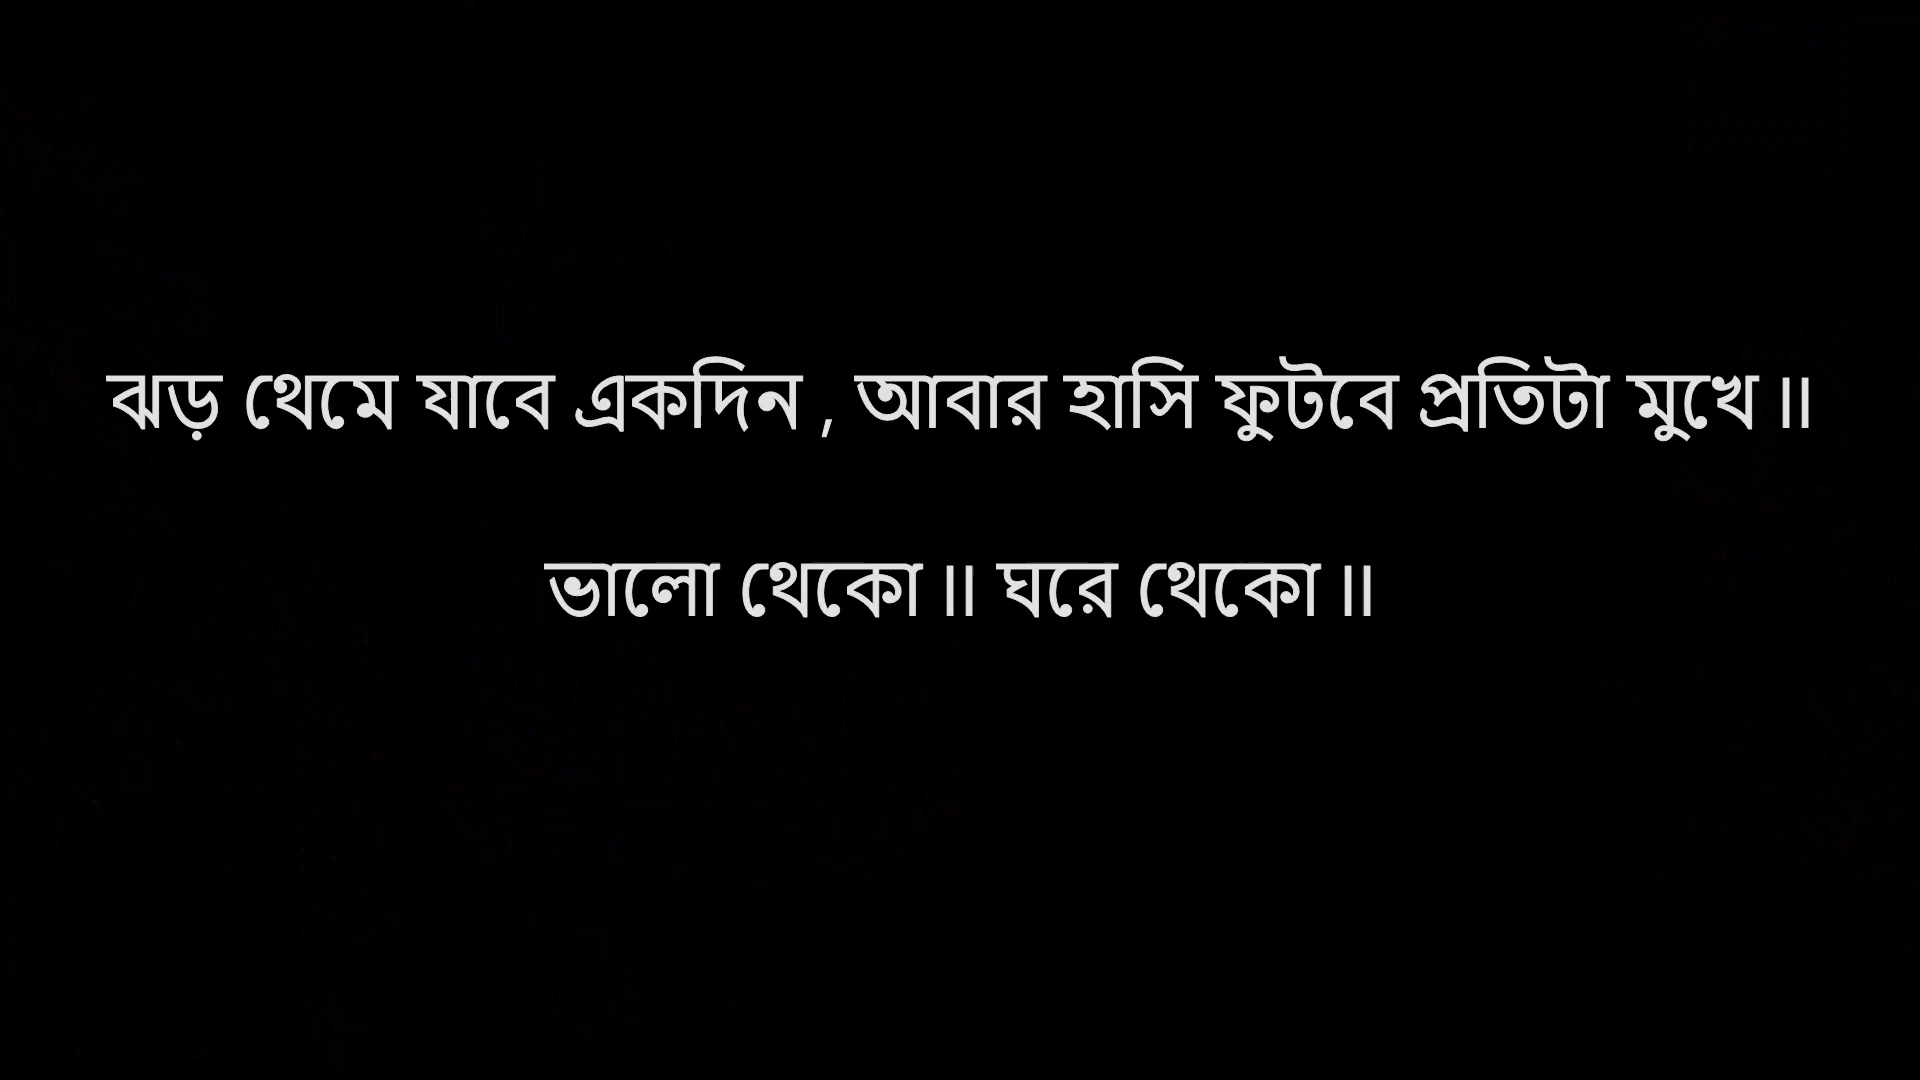 ঝড় থেমে যাবে একদিন , আবার হাসি ফুটবে প্রতিটা মুখে ॥
ভালো থেকো ॥ ঘরে থেকো ॥